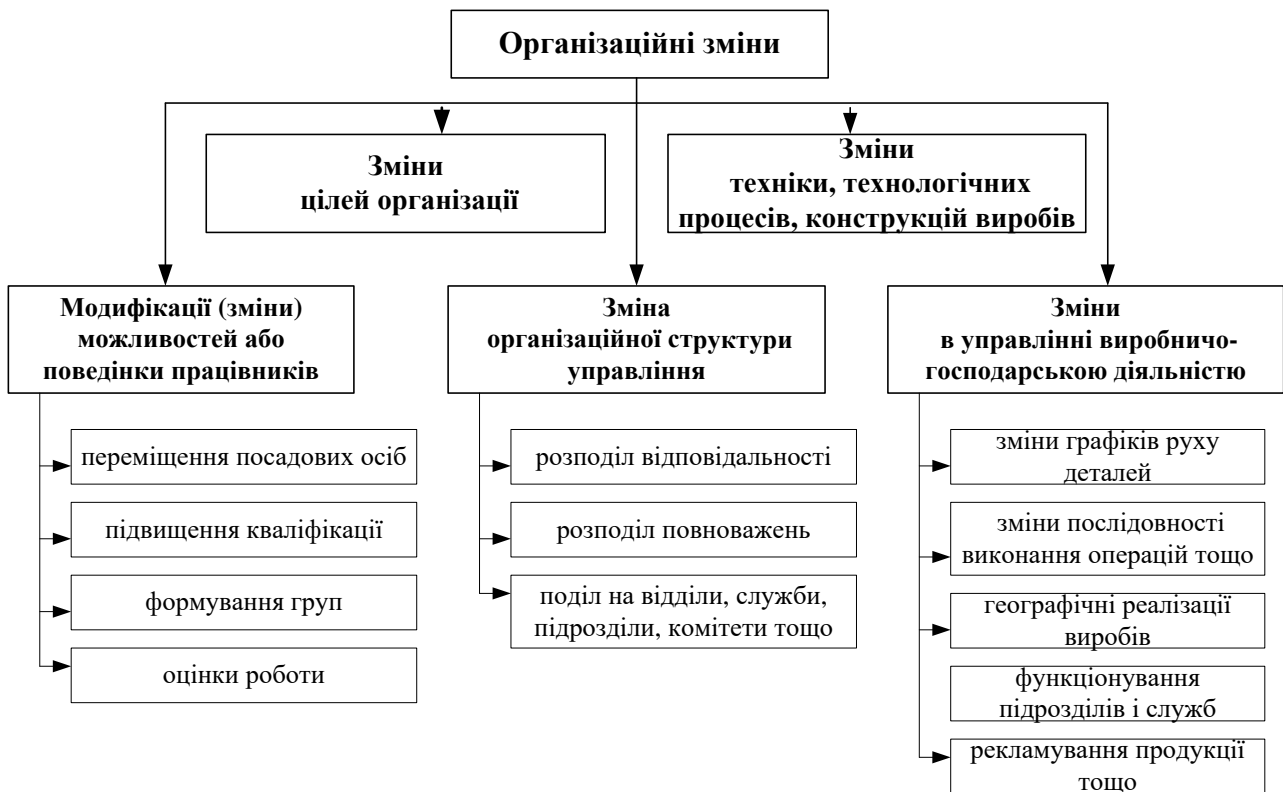 Організаційні зміни
Зміни
цілей організації
Зміни
техніки, технологічних
процесів, конструкцій виробів
Модифікації (зміни)
можливостей або
поведінки працівників
Зміна
організаційної структури
управління
Зміни
в управлінні виробничо-
господарською діяльністю
переміщення посадових осіб
підвищення кваліфікації
формування груп
оцінки роботи
розподіл відповідальності
розподіл повноважень
поділ на відділи, служби,
підрозділи, комітети тощо
зміни графіків руху
деталей
зміни послідовності
виконання операцій тощо
географічні реалізації
виробів
функціонування
підрозділів і служб
рекламування продукції
тощо